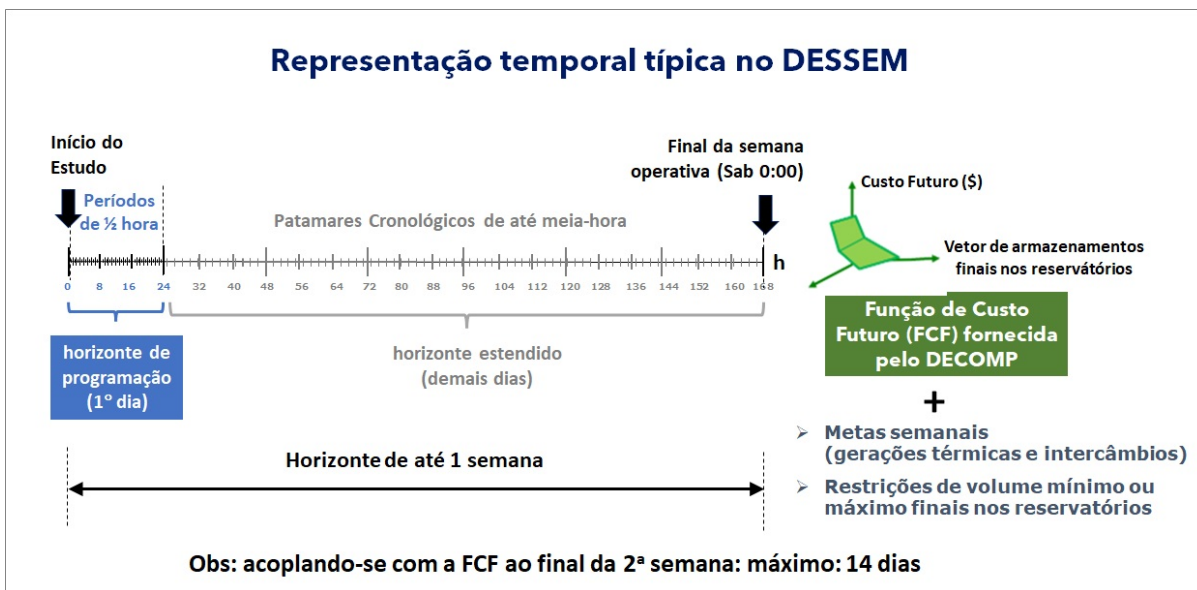 Representação temporal típica no DESSEM
Início do
Estudo
Períodos
de ½ hora
Patamares Cronológicos de até meia-hora
Final da semana
operativa (Sab 0:00)
Custo Futuro ($)
Vetor de armazenamentos
finais nos reservátórios
h
0 8 16 24 32 40 48 56 64 72 80 88 96 104 112 120 128 136 144 152 160 168
horizonte de
programação
(1º dia)
horizonte estendido
(demais dias)
Função de Custo
Futuro (FCF) fornecida
pelo DECOMP
+
Metas semanais
(gerações térmicas e intercâmbios)
Restrições de volume mínimo ou
máximo finais nos reservatórios
Horizonte de até 1 semana
Obs: acoplando-se com a FCF ao final da 2ª semana: máximo: 14 dias